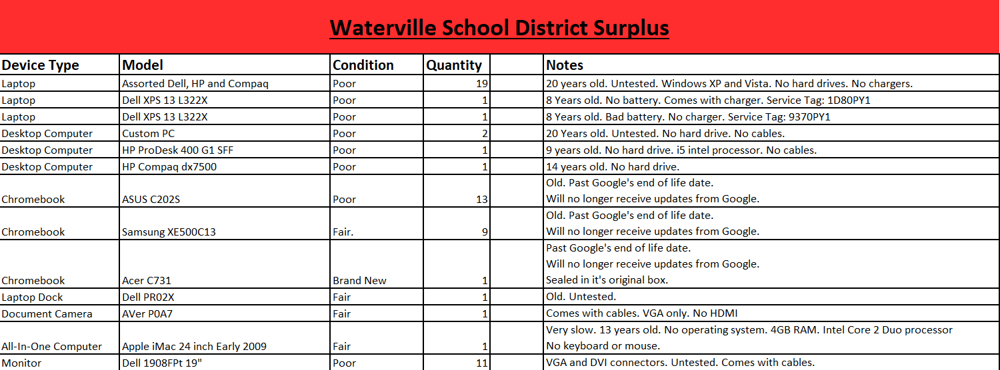 Waterville School District Surplus
Device Type Model Condition Quantity Notes
Laptop Assorted Dell, HP and Compaq Poor 19 20 years old. Untested. Windows XP and Vista. No hard drives. No chargers.
Laptop Dell XPS 13 L322X Poor 1 8 Years old. No battery. Comes with charger. Service Tag: 1D80PY1
Laptop Dell XPS 13 L322X Poor 1 8 Years old. Bad battery. No charger. Service Tag: 9370PY1
Desktop Computer Custom PC Poor 2 20 Years old. Untested. No hard drive. No cables.
Desktop Computer HP ProDesk 400 G1 SFF Poor 1 9 years old. No hard drive. i5 intel processor. No cables.
Desktop Computer HP Compaq dx7500 Poor 1 14 years old. No hard drive.
Old. Past Google's end of life date.
Chromebook ASUS C202S Poor 13 Will no longer receive updates from Google.
Old. Past Google's end of life date.
Chromebook Samsung XE500C13 Fair. 9 Will no longer receive updates from Google.
Past Google's end of life date.
Will no longer receive updates from Google.
Chromebook Acer C731 Brand New 1 Sealed in it's original box.
Laptop Dock Dell PR02X Fair 1 Old. Untested.
Document Camera AVer P0A7 Fair 1 Comes with cables. VGA only. No HDMI
Very slow. 13 years old. No operating system. 4GB RAM. Intel Core 2 Duo processor
All-In-One Computer Apple iMac 24 inch Early 2009 Fair 1 No keyboard or mouse.
Monitor Dell 1908FPt 19" Poor 11 VGA and DVI connectors. Untested. Comes with cables.